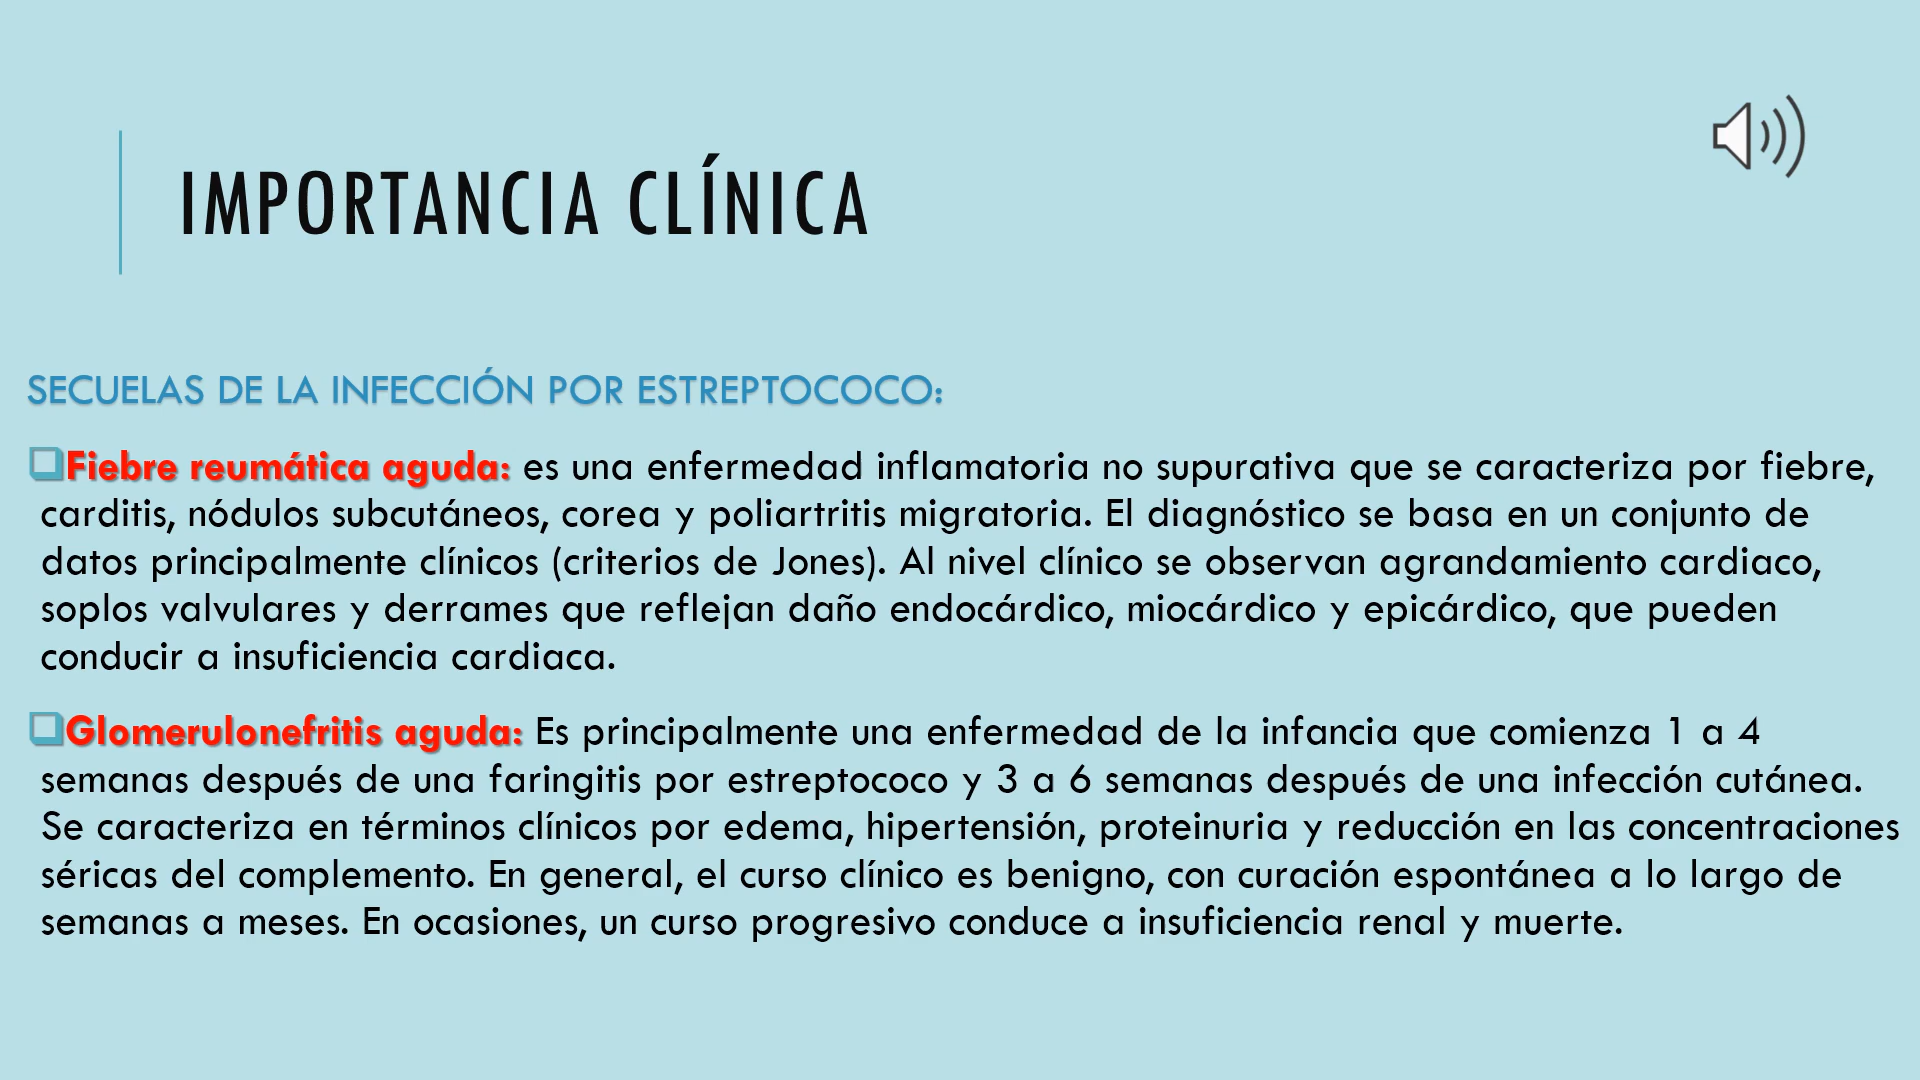 IMPORTANCIA CLÍNICA
SECUELAS DE LA INFECCIÓN POR ESTREPTOCOCO:
Fiebre reumática aguda: es una enfermedad inflamatoria no supurativa que se caracteriza por fiebre,
carditis, nódulos subcutáneos, corea y poliartritis migratoria. El diagnóstico se basa en un conjunto de
datos principalmente clínicos (criterios de Jones). Al nivel clínico se observan agrandamiento cardiaco,
soplos valvulares y derrames que reflejan daño endocárdico, miocárdico y epicárdico, que pueden
conducir a insuficiencia cardiaca.
Glomerulonefritis aguda: Es principalmente una enfermedad de la infancia que comienza 1 a 4
semanas después de una faringitis por estreptococo y 3 a 6 semanas después de una infección cutánea.
Se caracteriza en términos clínicos por edema, hipertensión, proteinuria y reducción en las concentraciones
séricas del complemento. En general, el curso clínico es benigno, con curación espontánea a lo largo de
semanas a meses. En ocasiones, un curso progresivo conduce a insuficiencia renal y muerte.